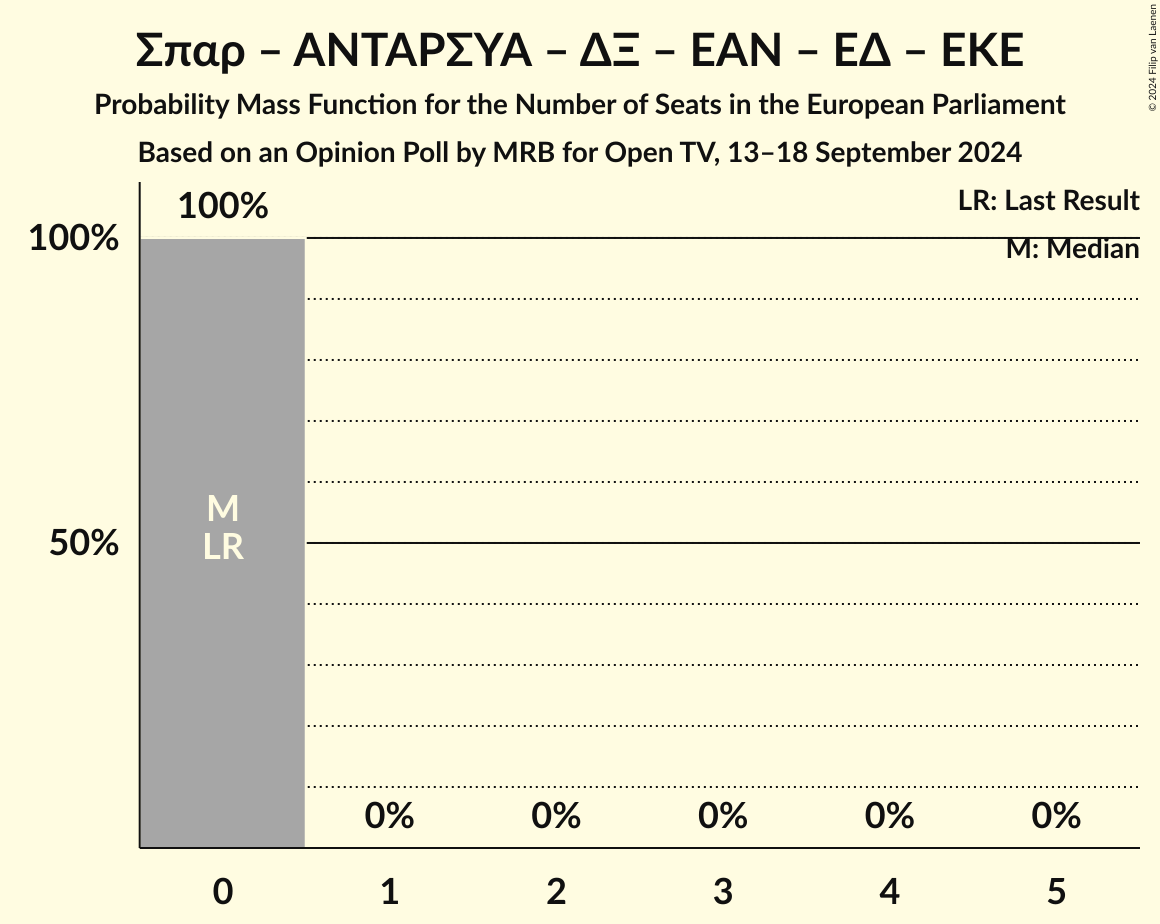 Σπαρ – ΑΝΤΑΡΣΥΑ – ΔΞ – ΕΑΝ – ΕΔ – ΕΚΕ
Probability Mass Function for the Number of Seats in the European Parliament
Based on an Opinion Poll by MRB for Open TV, 13–18 September 2024
© 2024 Filip van Laenen
LR: Last Result
M: Median
100%
100%
50%
M
LR
0% 0% 0% 0% 0%
0 1 2 3 4 5